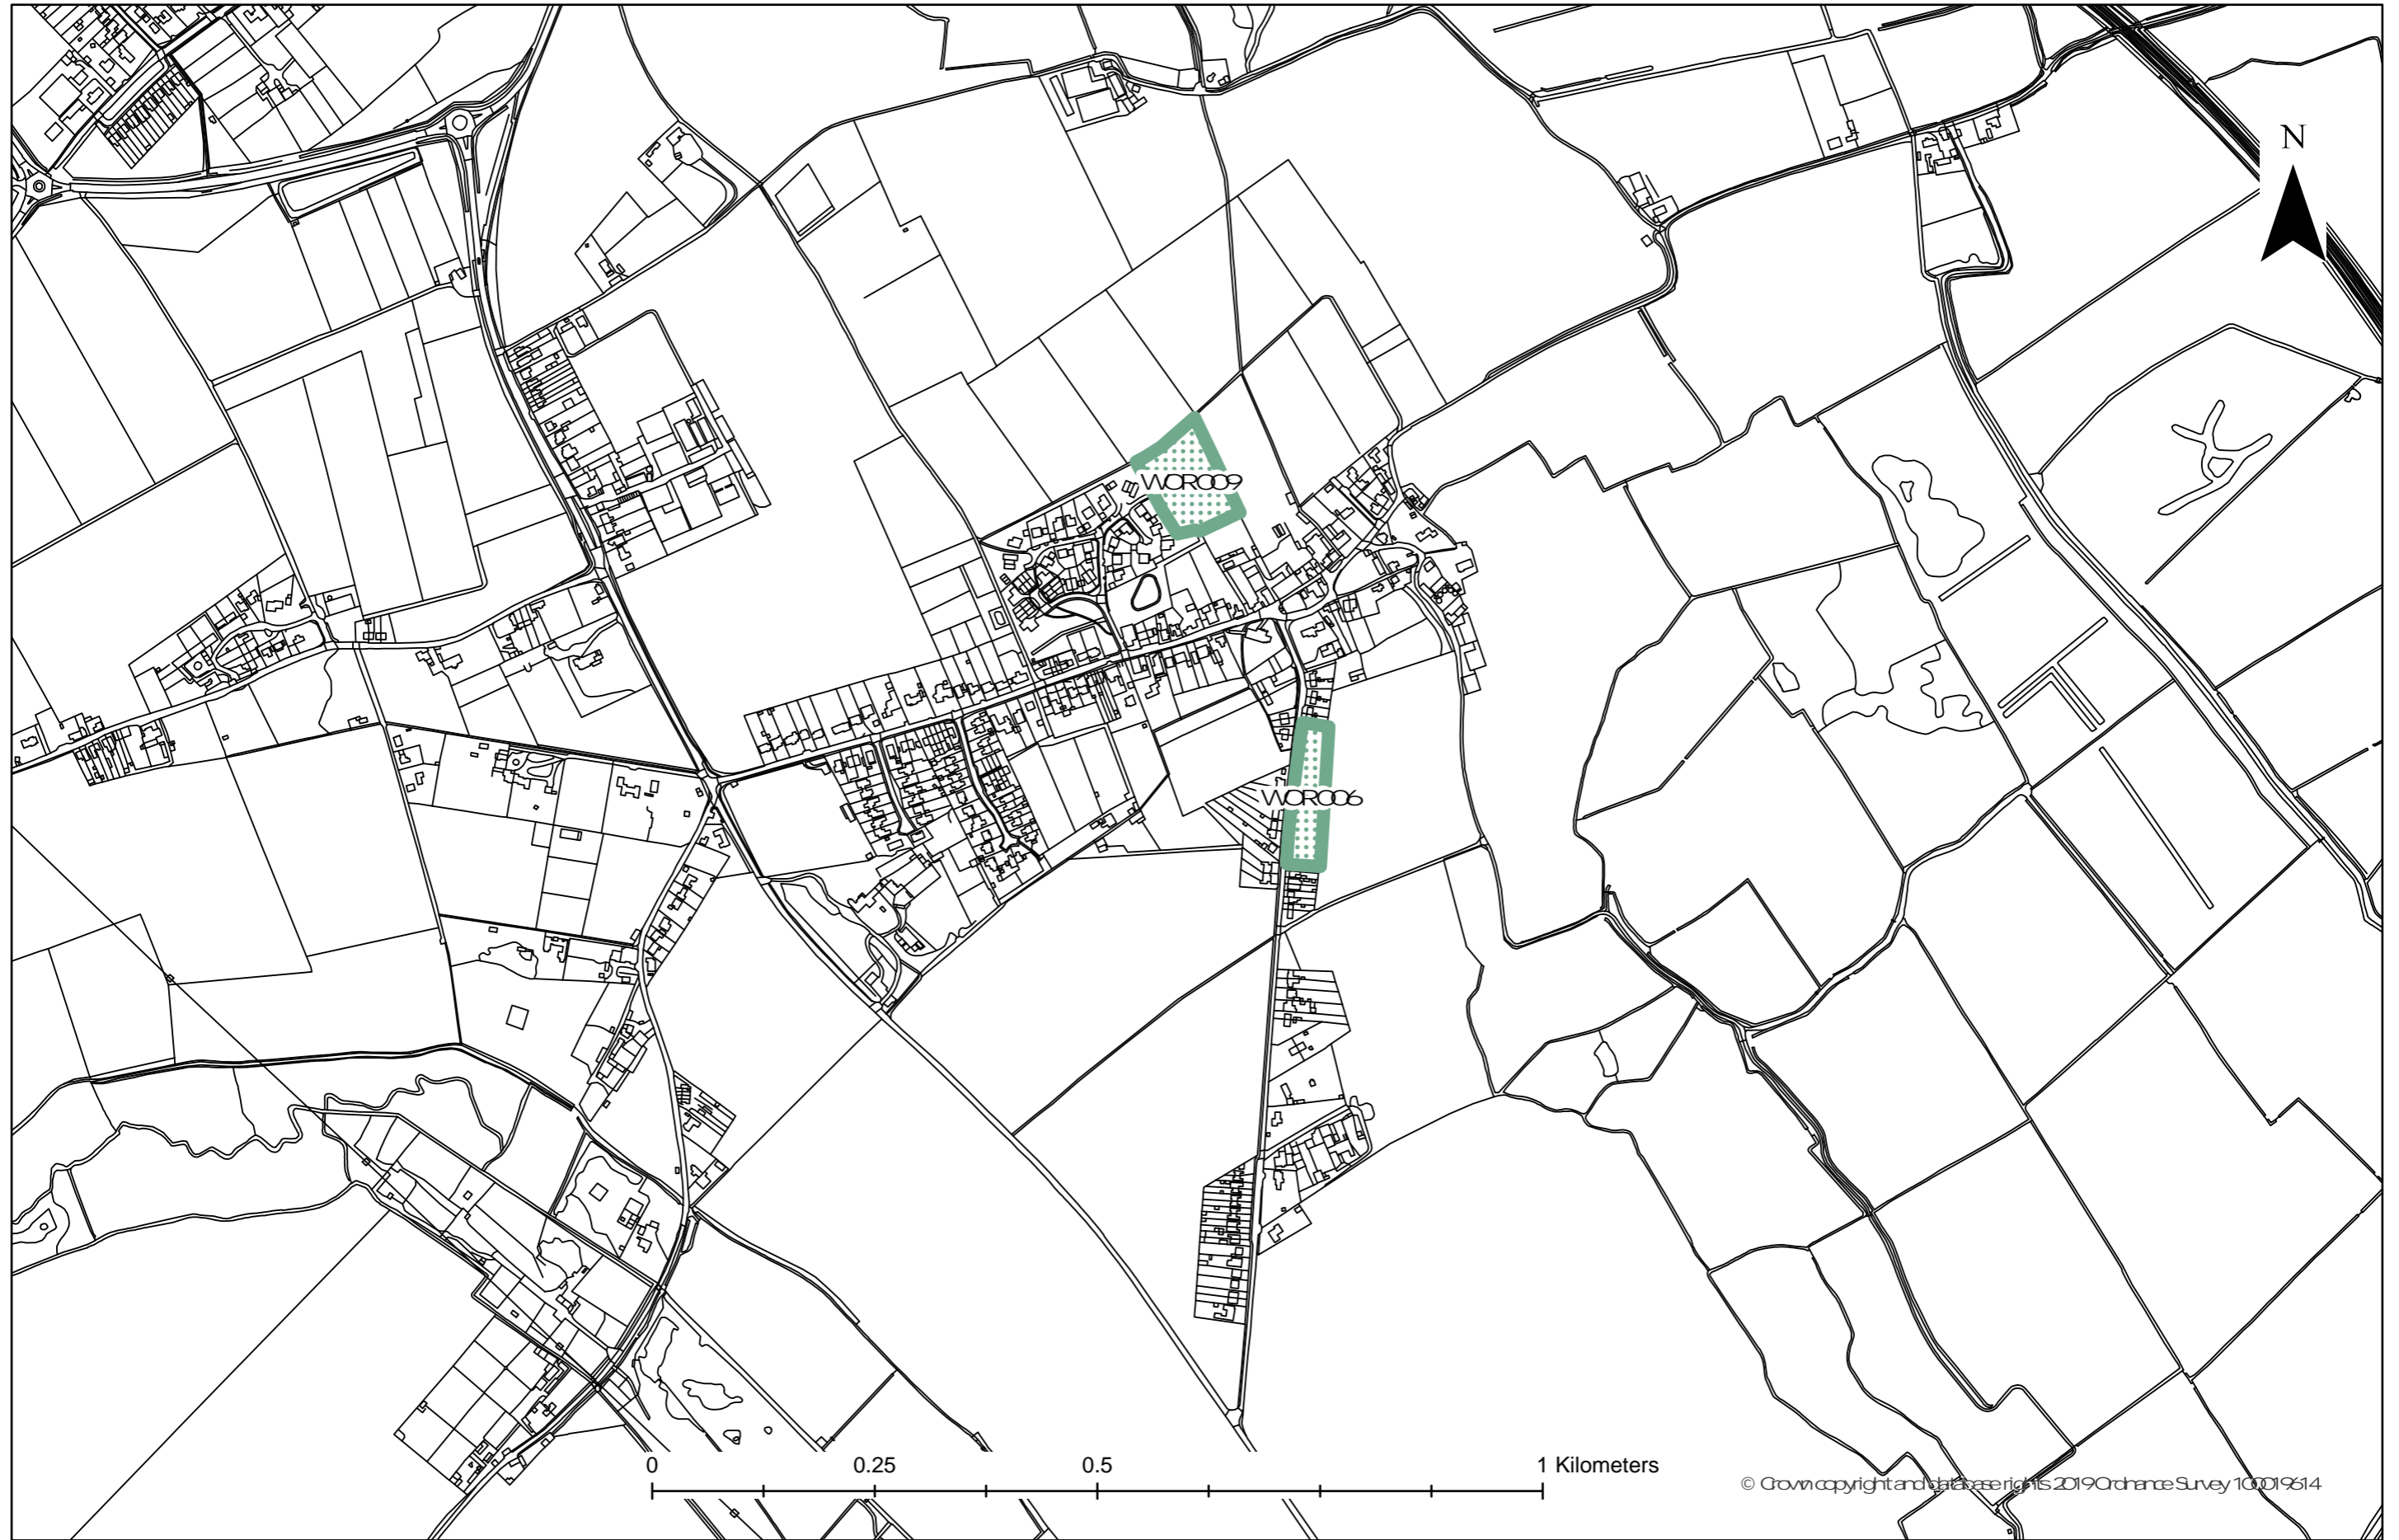 N
WOR009
WOR006
0 0.25 0.5 1 Kilometers
© Crown copyright and database rights 2019 Ordnance Survey 100019614